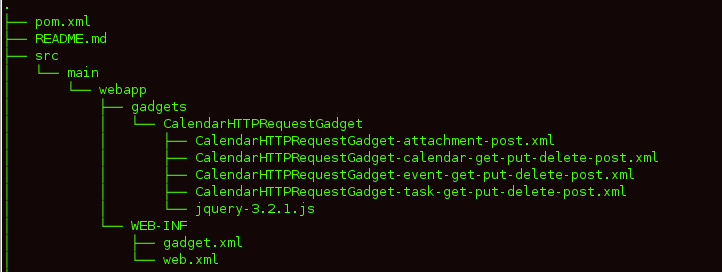 .
├── pom.xml
├── README.md
├── src
│   └── main
│       └── webapp
│           ├── gadgets
│           │   └── CalendarHTTPRequestGadget
│           │       ├── CalendarHTTPRequestGadget-attachment-post.xml
│           │       ├── CalendarHTTPRequestGadget-calendar-get-put-delete-post.xml
│           │       ├── CalendarHTTPRequestGadget-event-get-put-delete-post.xml
│           │       ├── CalendarHTTPRequestGadget-task-get-put-delete-post.xml
│           │       └── jquery-3.2.1.js
│           └── WEB-INF
│               ├── gadget.xml
│               └── web.xml